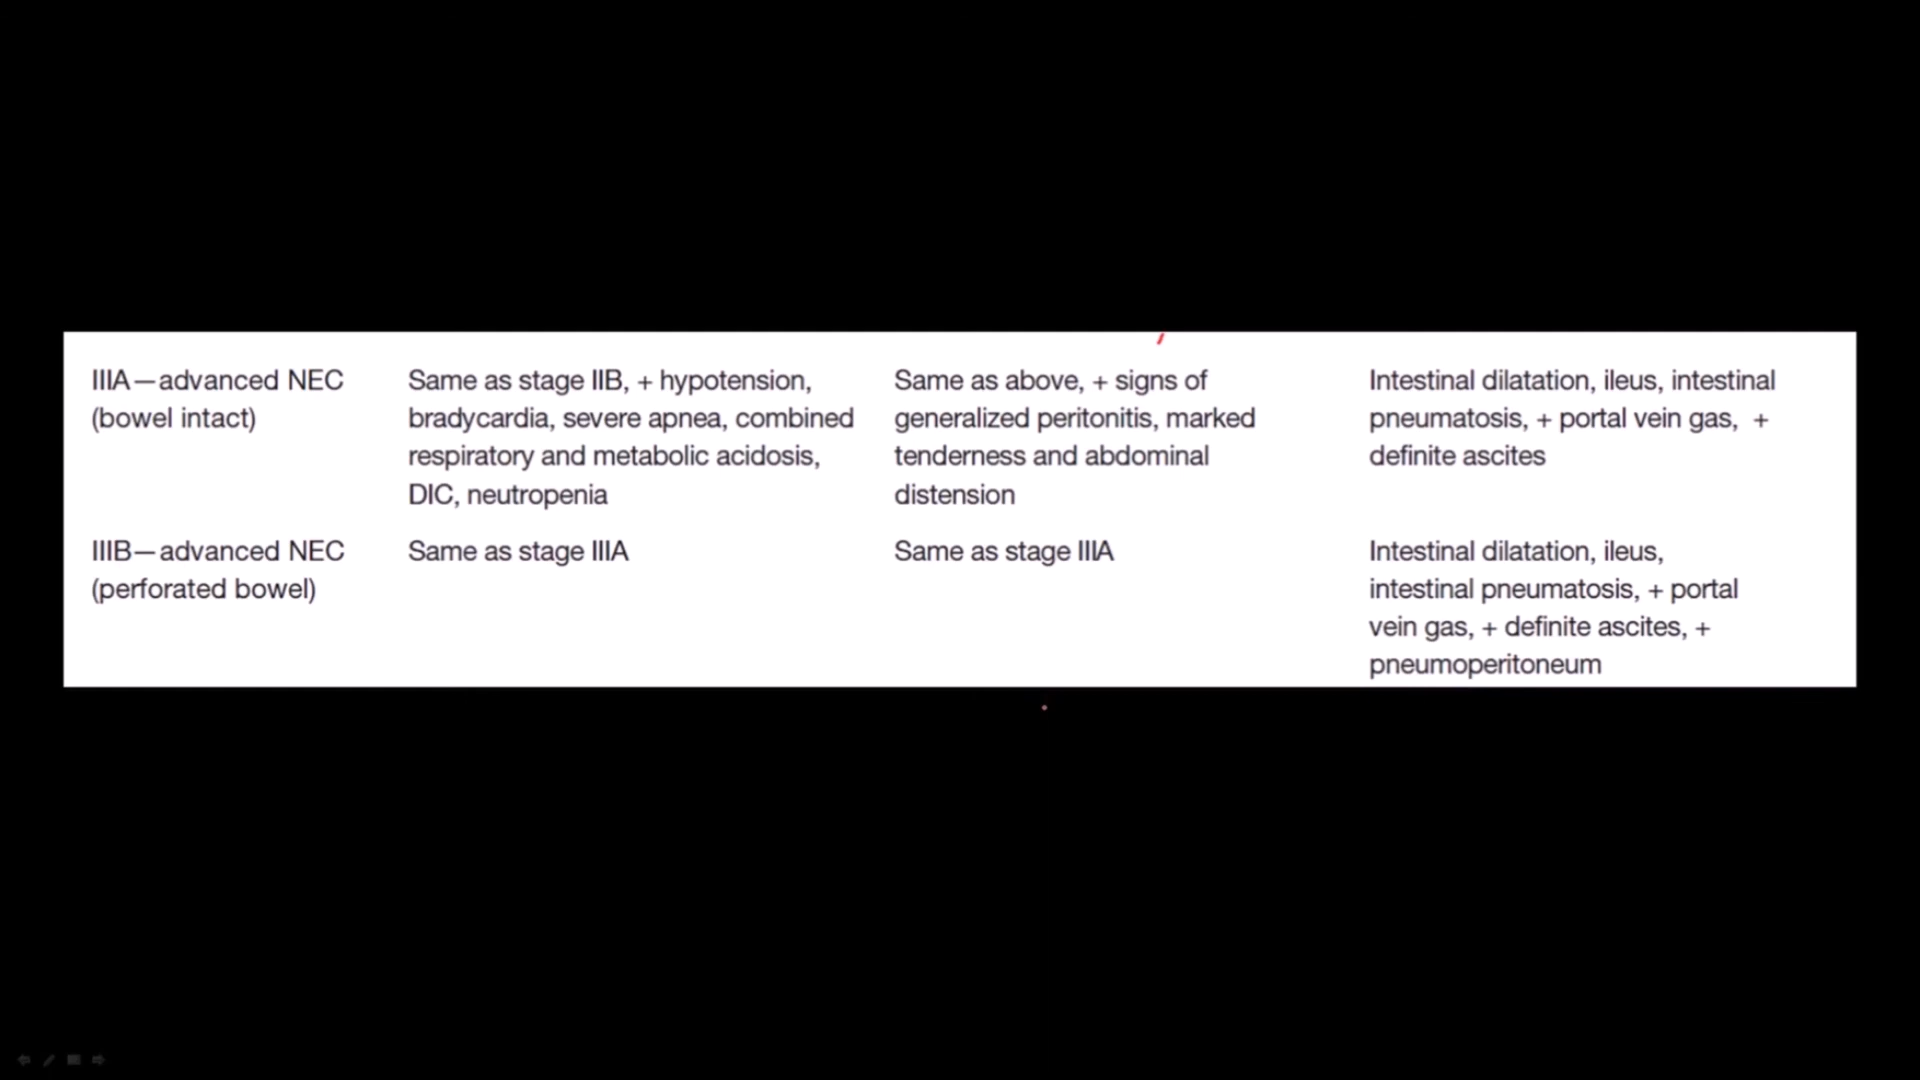 IIIA—advanced NEC
(bowel intact)
Same as stage IIB, + hypotension,
bradycardia, severe apnea, combined
respiratory and metabolic acidosis,
DIC, neutropenia
Same as above, + signs of
generalized peritonitis, marked
tenderness and abdominal
distension
Intestinal dilatation, ileus, intestinal
pneumatosis, + portal vein gas, +
definite ascites
IIIB—advanced NEC
(perforated bowel)
Same as stage IIIA
Same as stage IIIA
Intestinal dilatation, ileus,
intestinal pneumatosis, + portal
vein gas, + definite ascites, +
pneumoperitoneum